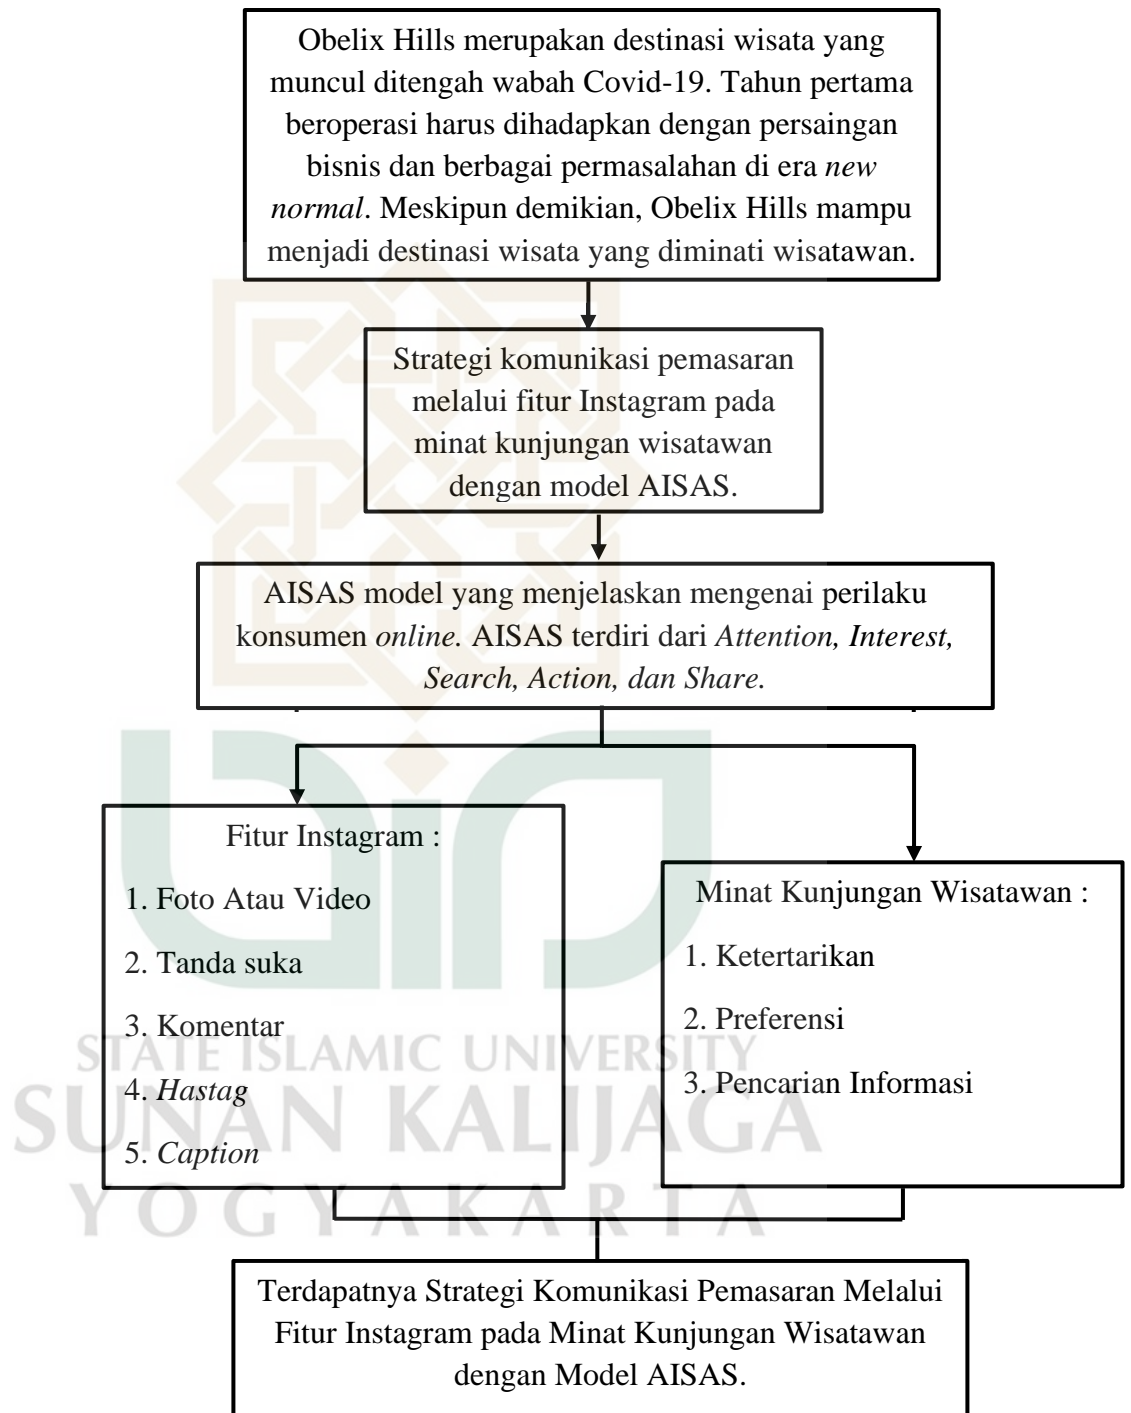 Obelix Hills merupakan destinasi wisata yang
muncul ditengah wabah Covid-19. Tahun pertama
beroperasi harus dihadapkan dengan persaingan
bisnis dan berbagai permasalahan di era new
normal. Meskipun demikian, Obelix Hills mampu
menjadi destinasi wisata yang diminati wisatawan.
Strategi komunikasi pemasaran
melalui fitur Instagram pada
minat kunjungan wisatawan
dengan model AISAS.
AISAS model yang menjelaskan mengenai perilaku
konsumen online. AISAS terdiri dari Attention, Interest,
Search, Action, dan Share.
Fitur Instagram :
1. Foto Atau Video
2. Tanda suka
3. Komentar
4. Hastag
5. Caption
Minat Kunjungan Wisatawan :
1. Ketertarikan
2. Preferensi
3. Pencarian Informasi
STATE ISLAMIC UNIVERSITY
SUNAN KALIJAGA
YOGYAKARTA
Terdapatnya Strategi Komunikasi Pemasaran Melalui
Fitur Instagram pada Minat Kunjungan Wisatawan
dengan Model AISAS.